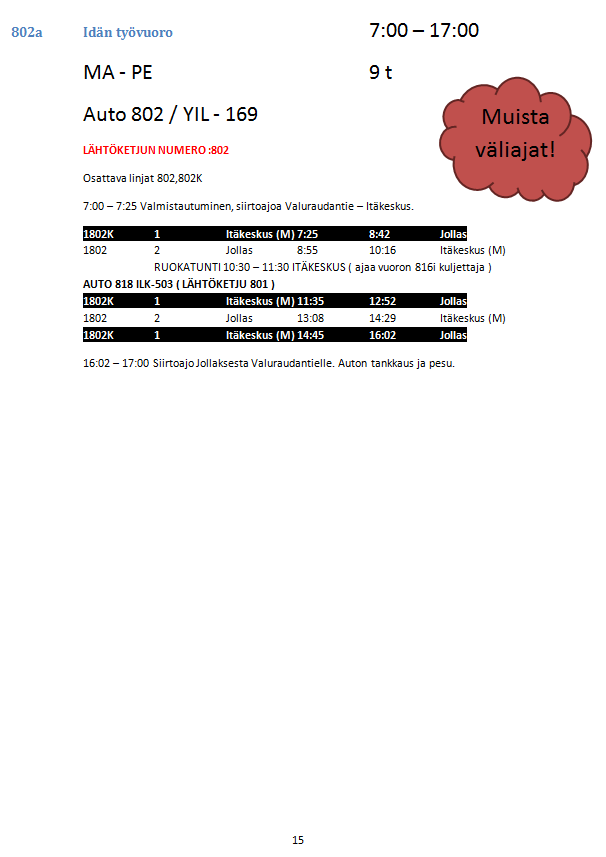 802a Idän työvuoro 7:00 – 17:00
MA - PE 9 t
Auto 802 / YIL - 169
Muista
väliajat!
LÄHTÖKETJUN NUMERO :802
Osattava linjat 802,802K
7:00 – 7:25 Valmistautuminen, siirtoajoa Valuraudantie – Itäkeskus.
1802K 1 Itäkeskus (M) 7:25 8:42 Jollas
1802 2 Jollas 8:55 10:16 Itäkeskus (M)
RUOKATUNTI 10:30 – 11:30 ITÄKESKUS ( ajaa vuoron 816i kuljettaja )
AUTO 818 ILK-503 ( LÄHTÖKETJU 801 )
1802K 1 Itäkeskus (M) 11:35 12:52 Jollas
1802 2 Jollas 13:08 14:29 Itäkeskus (M)
1802K 1 Itäkeskus (M) 14:45 16:02 Jollas
16:02 – 17:00 Siirtoajo Jollaksesta Valuraudantielle. Auton tankkaus ja pesu.
15